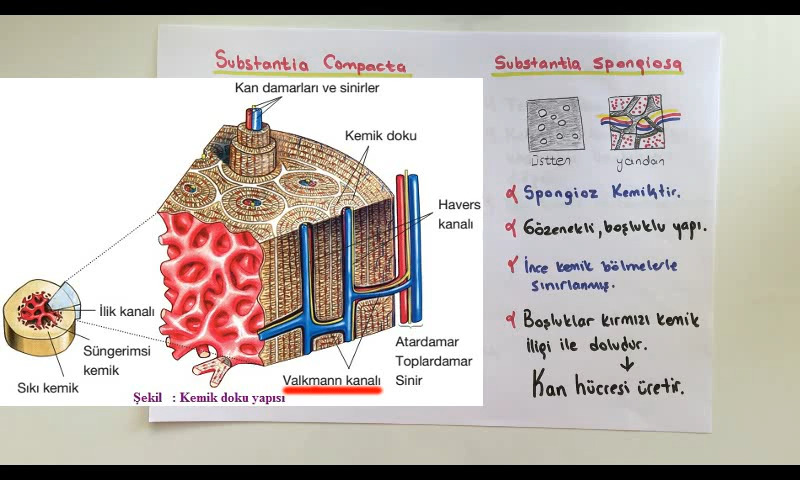 Substantia Compacta
Substantia Spongiosa
Kan damarları ve sinirler
Kemik doku
Havers
kanalı
İlik kanalı
Süngerimsi
kemik
Sıkı kemik
Valkmann kanalı
Atardamar
Toplardamar
Sinir
Şekil : Kemik doku yapısı
üstten
yandan
Spongioz Kemiktir.
Gözenekli, boşluklu yapı.
İnce kemik bölmelerle
sınırlanmış.
Boşluklar kırmızı kemik
iliği ile doludur.
Kan hücresi üretir.